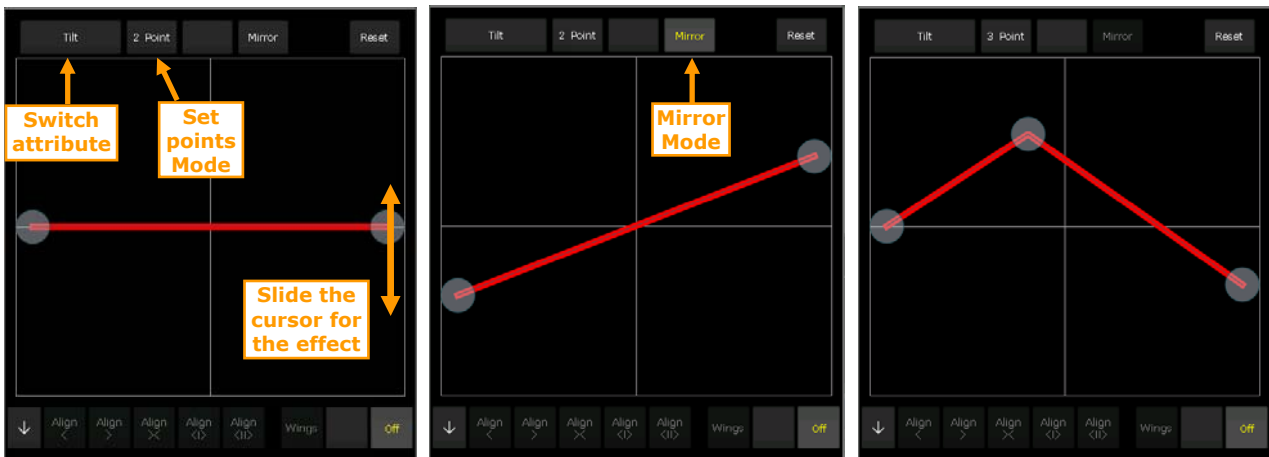 Tilt 2 Point Mirror Reset
Switch
attribute
Set
points
Mode
Slide the
cursor for
the effect
↓ Align < Align > Align >< Align <|> Align <||> Wings Off
Tilt 2 Point Mirror Reset
Mirror
Mode
↓ Align < Align > Align >< Align <|> Align <||> Wings Off
Tilt 3 Point Mirror Reset
↓ Align < Align > Align >< Align <|> Align <||> Wings Off